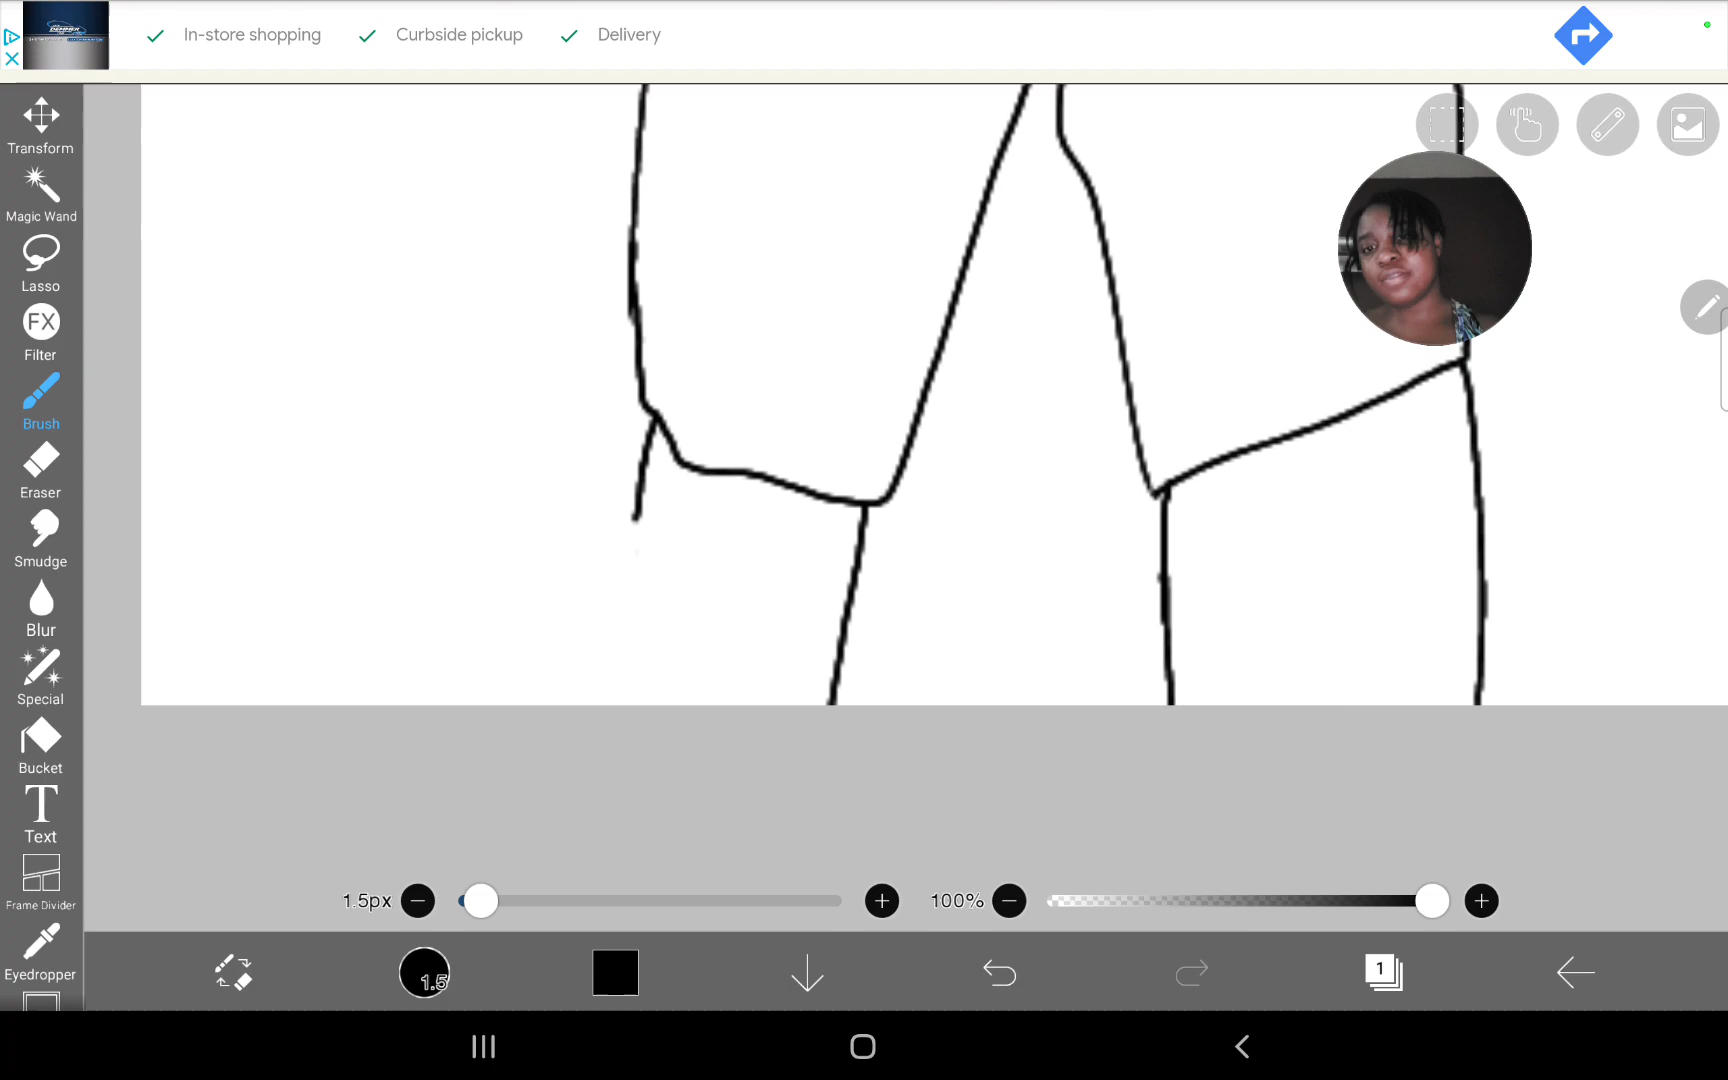 In-store shopping
Curbside pickup
Delivery
Transform
Magic Wand
Lasso
FX
Filter
Brush
Eraser
Smudge
Blur
Special
Bucket
T
Text
Frame Divider
Eyedropper
1.5px
100%
1.5
1